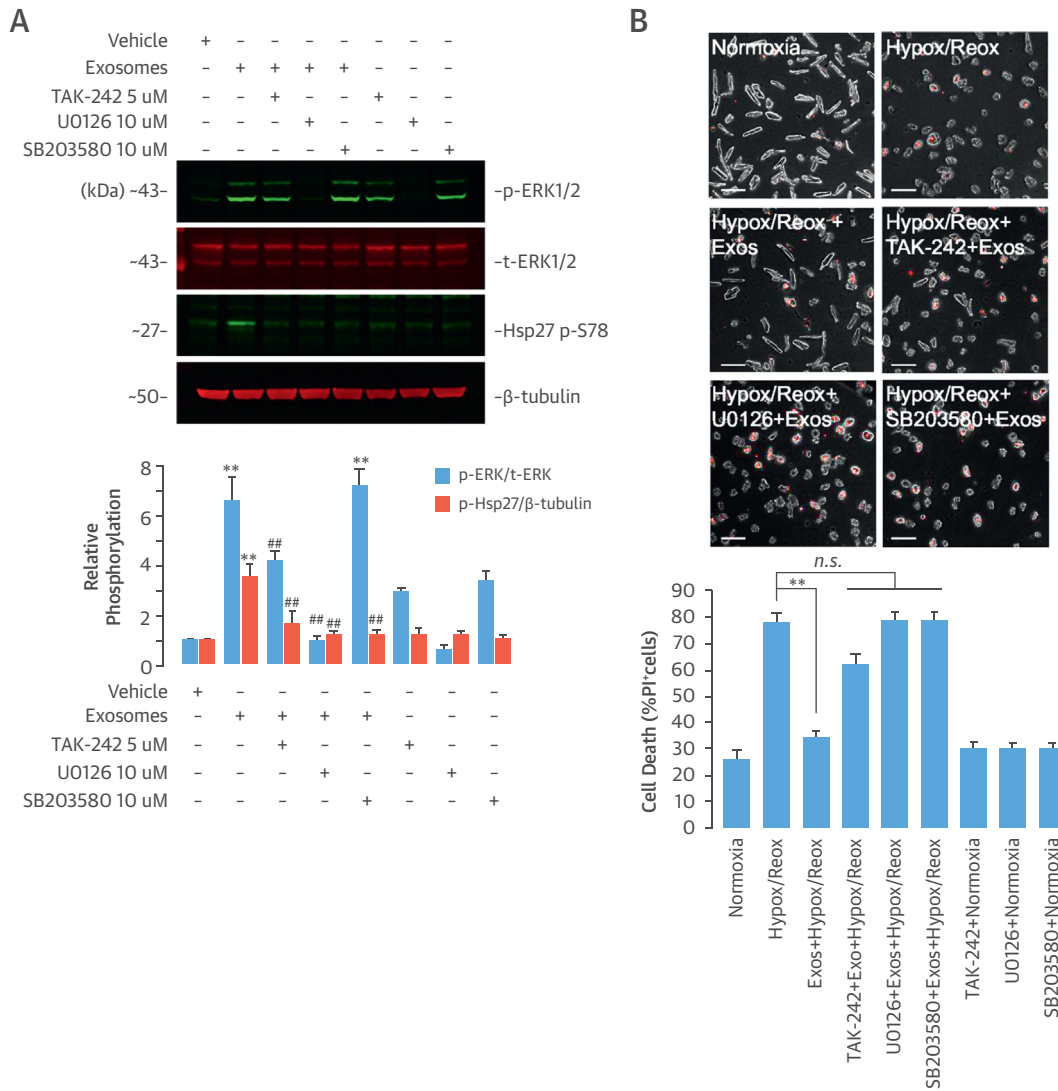 A
Vehicle + – – – – – – –
Exosomes – + + + + – – –
TAK-242 5 uM – – + – – + – –
U0126 10 uM – – – + – – + –
SB203580 10 uM – – – – + – – +
(kDa) ~43– –p-ERK1/2
~43– –t-ERK1/2
~27– –Hsp27 p-S78
~50– –β-tubulin
Relative Phosphorylation
8
6
4
2
0
p-ERK/t-ERK
p-Hsp27/β-tubulin
** ** ## ## ## ## ** ##
Vehicle + – – – – – – –
Exosomes – + + + + – – –
TAK-242 5 uM – – + – – + – –
U0126 10 uM – – – + – – + –
SB203580 10 uM – – – – + – – +
B
Normoxia
Hypox/Reox
Hypox/Reox +
Exos
Hypox/Reox+
TAK-242+Exos
Hypox/Reox+
U0126+Exos
Hypox/Reox+
SB203580+Exos
n.s.
**
Cell Death (%PI⁺cells)
90
80
70
60
50
40
30
20
10
0
Normoxia
Hypox/Reox
Exos+Hypox/Reox
TAK-242+Exo+Hypox/Reox
U0126+Exos+Hypox/Reox
SB203580+Exos+Hypox/Reox
TAK-242+Normoxia
U0126+Normoxia
SB203580+Normoxia